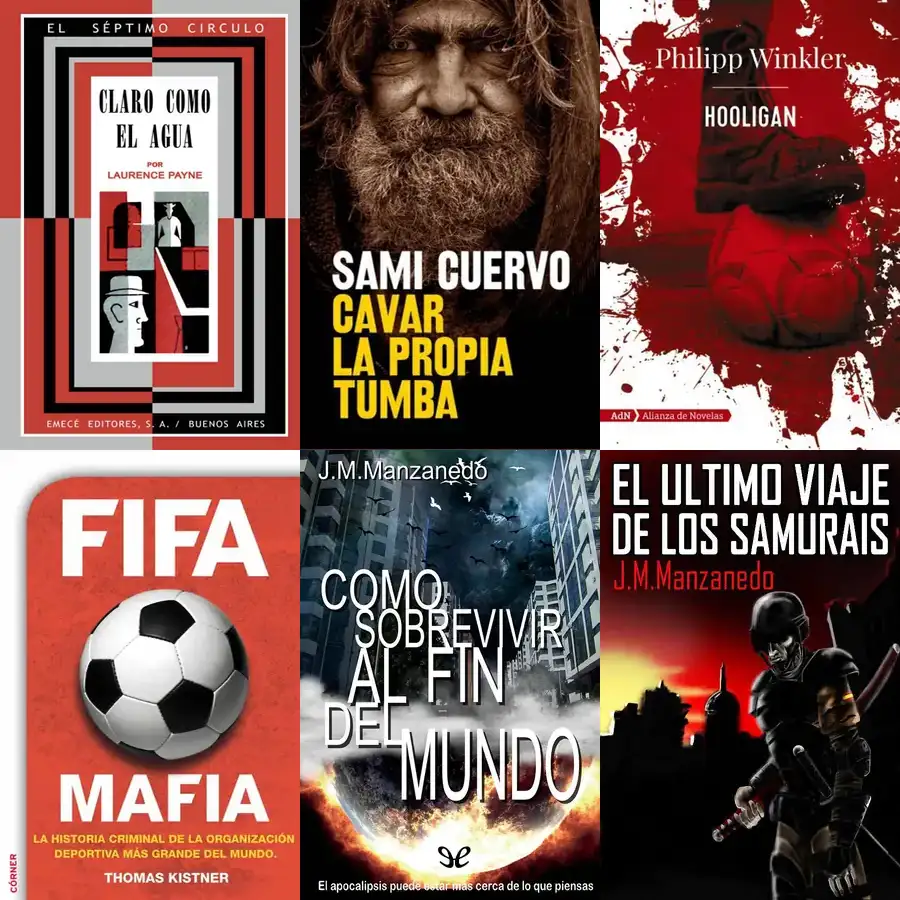 EL SÉPTIMO CIRCULO
CLARO COMO
EL AGUA
POR
LAURENCE PAYNE
EMECÉ EDITORES, S. A. / BUENOS AIRES
SAMI CUERVO
CAVAR
LA PROPIA
TUMBA
Philipp Winkler
HOOLIGAN
AdN Alianza de Novelas
FIFA
MAFIA
LA HISTORIA CRIMINAL DE LA ORGANIZACIÓN
DEPORTIVA MÁS GRANDE DEL MUNDO.
THOMAS KISTNER
CÓRNER
J.M.Manzanedo
COMO
SOBREVIVIR
AL FIN
DEL
MUNDO
El apocalipsis puede estar más cerca de lo que piensas
EL ULTIMO VIAJE
DE LOS SAMURAIS
J.M.Manzanedo